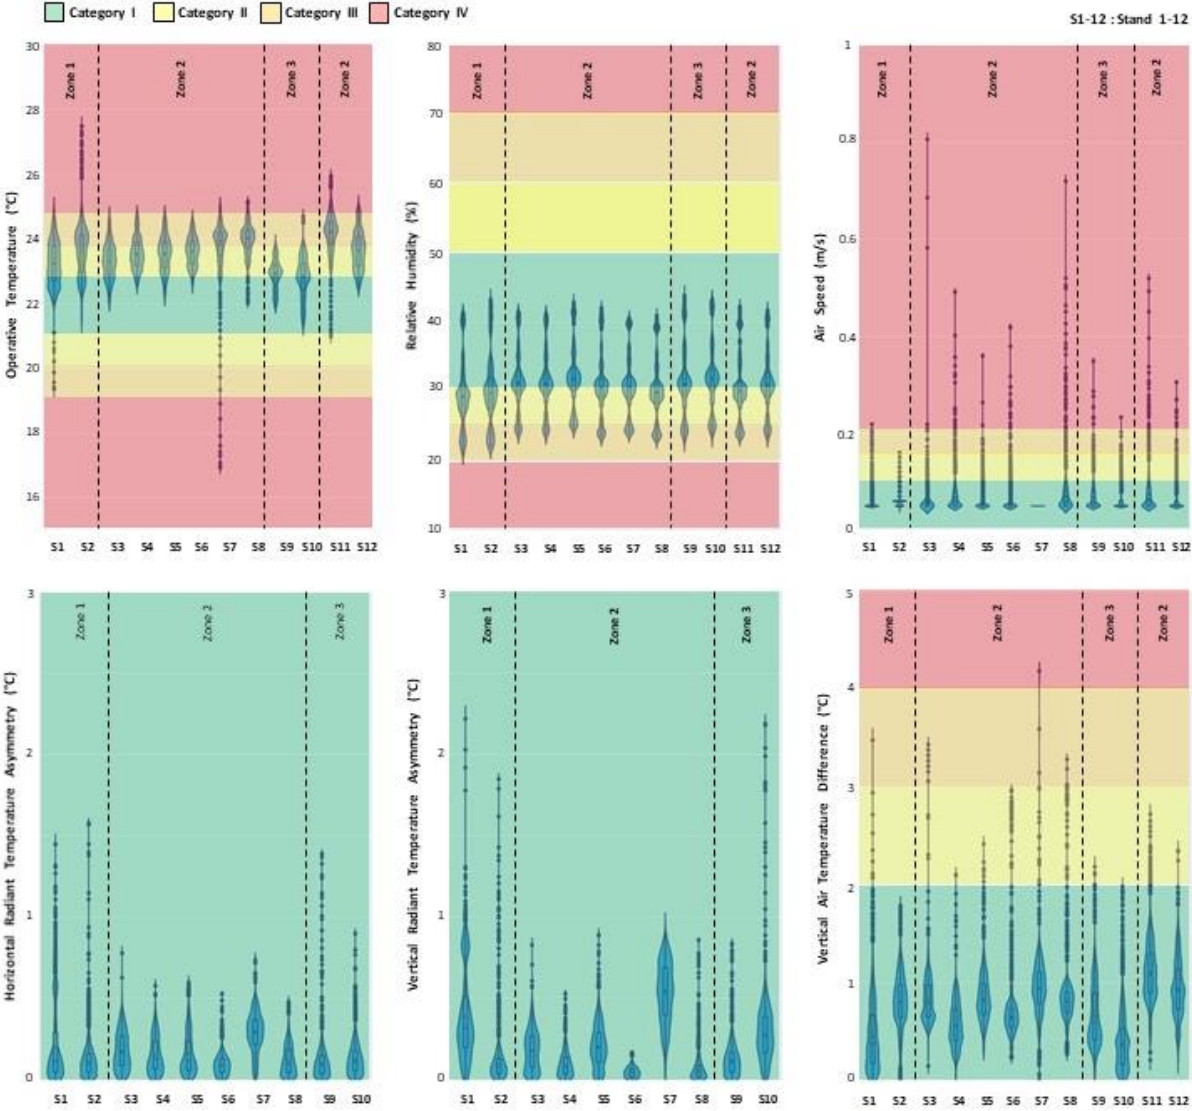 Category I Category II Category III Category IV
S1-12 : Stand 1-12
Operative Temperature (°C)
30
28
26
24
22
20
18
16
Zone 1 Zone 2 Zone 3 Zone 2
S1 S2 S3 S4 S5 S6 S7 S8 S9 S10 S11 S12
Relative Humidity (%)
80
70
60
50
40
30
20
10
Zone 1 Zone 2 Zone 3 Zone 2
S1 S2 S3 S4 S5 S6 S7 S8 S9 S10 S11 S12
Air Speed (m/s)
1
0.8
0.6
0.4
0.2
0
Zone 1 Zone 2 Zone 3 Zone 2
S1 S2 S3 S4 S5 S6 S7 S8 S9 S10 S11 S12
Horizontal Radiant Temperature Asymmetry (°C)
3
2
1
0
Zone 1 Zone 2 Zone 3
S1 S2 S3 S4 S5 S6 S7 S8 S9 S10
Vertical Radiant Temperature Asymmetry (°C)
3
2
1
0
Zone 1 Zone 2 Zone 3
S1 S2 S3 S4 S5 S6 S7 S8 S9 S10
Vertical Air Temperature Difference (°C)
5
4
3
2
1
0
Zone 1 Zone 2 Zone 3 Zone 2
S1 S2 S3 S4 S5 S6 S7 S8 S9 S10 S11 S12